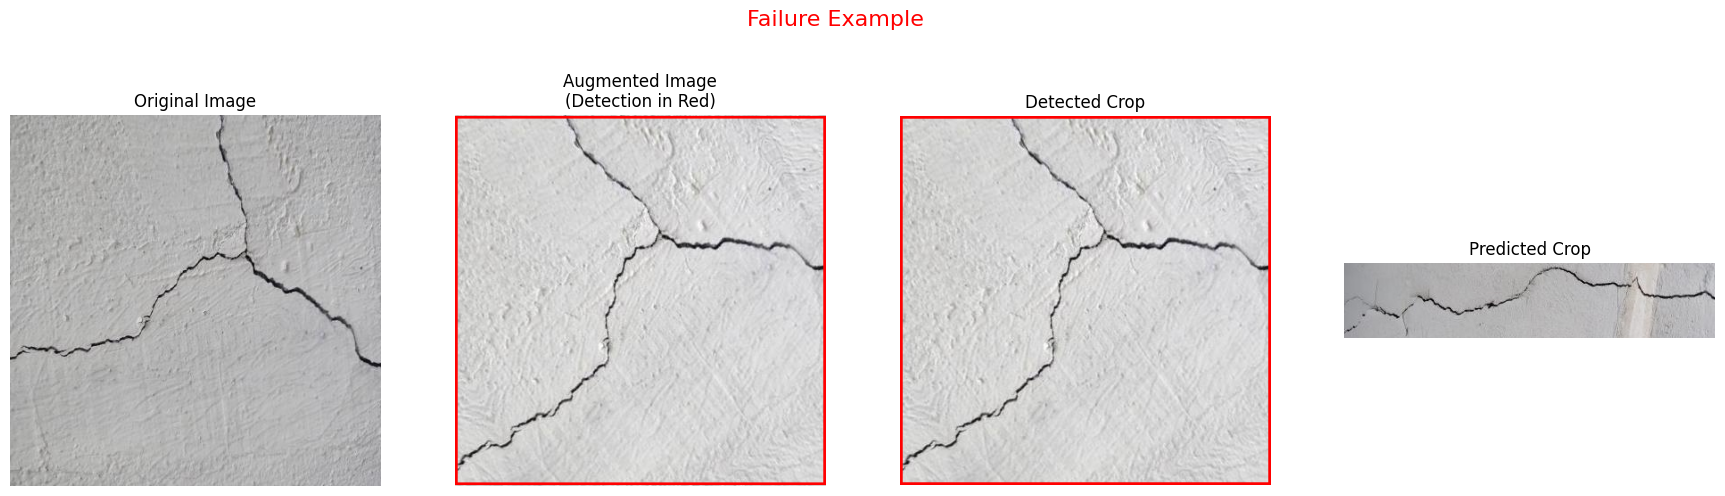 Failure Example
Original Image
Augmented Image
(Detection in Red)
Detected Crop
Predicted Crop